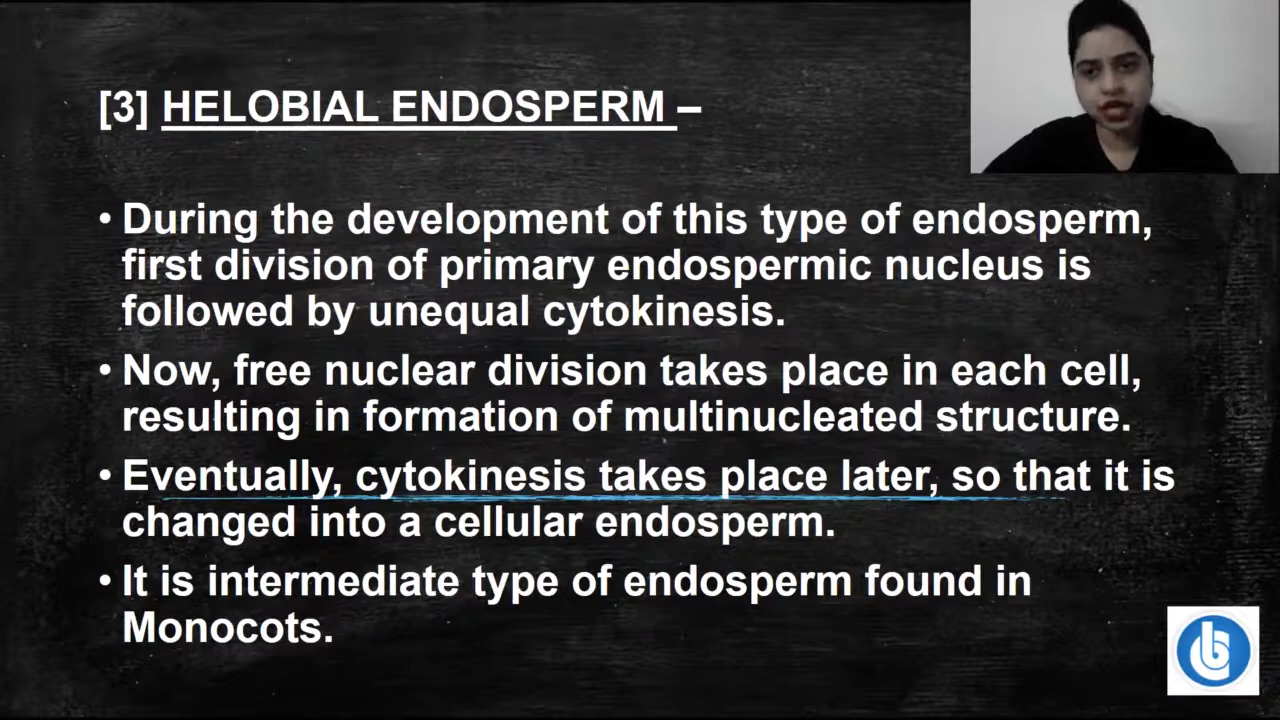 [3] HELOBIAL ENDOSPERM –
• During the development of this type of endosperm,
first division of primary endospermic nucleus is
followed by unequal cytokinesis.
• Now, free nuclear division takes place in each cell,
resulting in formation of multinucleated structure.
• Eventually, cytokinesis takes place later, so that it is
changed into a cellular endosperm.
• It is intermediate type of endosperm found in
Monocots.